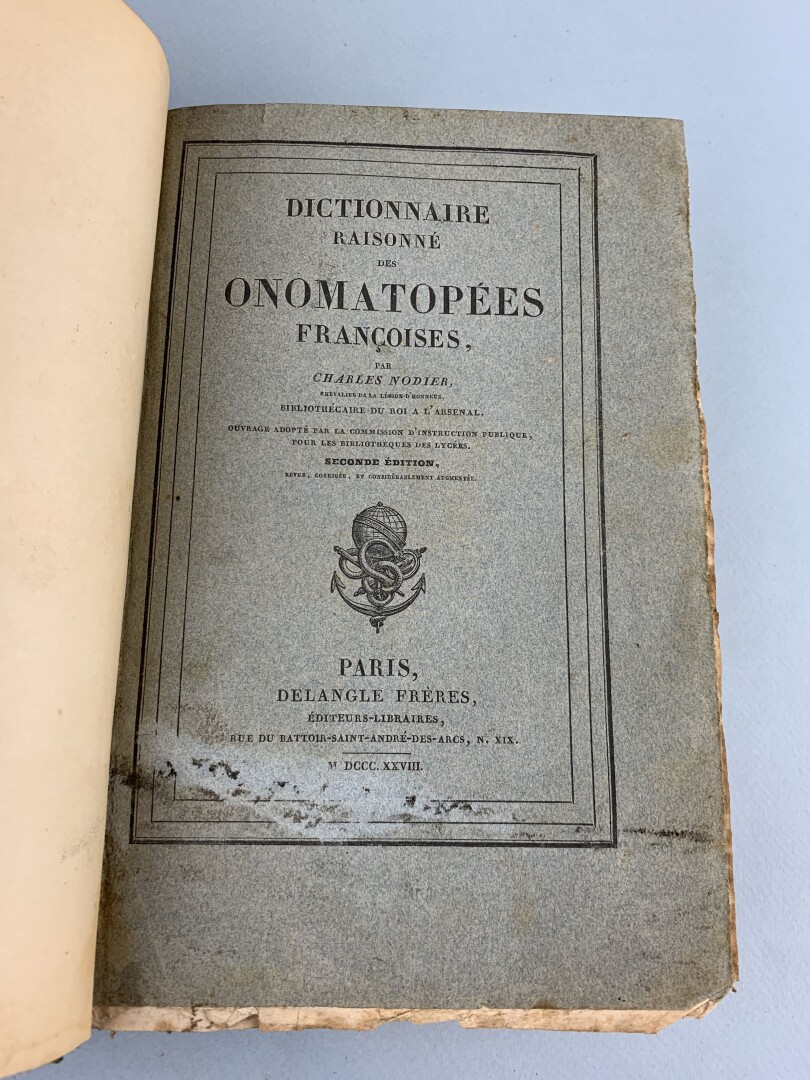 DICTIONNAIRE
RAISONNÉ
DES
ONOMATOPÉES
FRANÇOISES,
PAR
CHARLES NODIER,
CHEVALIER DE LA LÉGION-D'HONNEUR,
BIBLIOTHÉCAIRE DU ROI A L'ARSENAL.
OUVRAGE ADOPTÉ PAR LA COMMISSION D'INSTRUCTION PUBLIQUE,
POUR LES BIBLIOTHÈQUES DES LYCÉES.
SECONDE ÉDITION,
REVUE, CORRIGÉE, ET CONSIDÉRABLEMENT AUGMENTÉE.
PARIS,
DELANGLE FRÈRES,
ÉDITEURS-LIBRAIRES,
RUE DU BATTOIR-SAINT-ANDRÉ-DES-ARCS, N. XIX.
M DCCC. XXVIII.